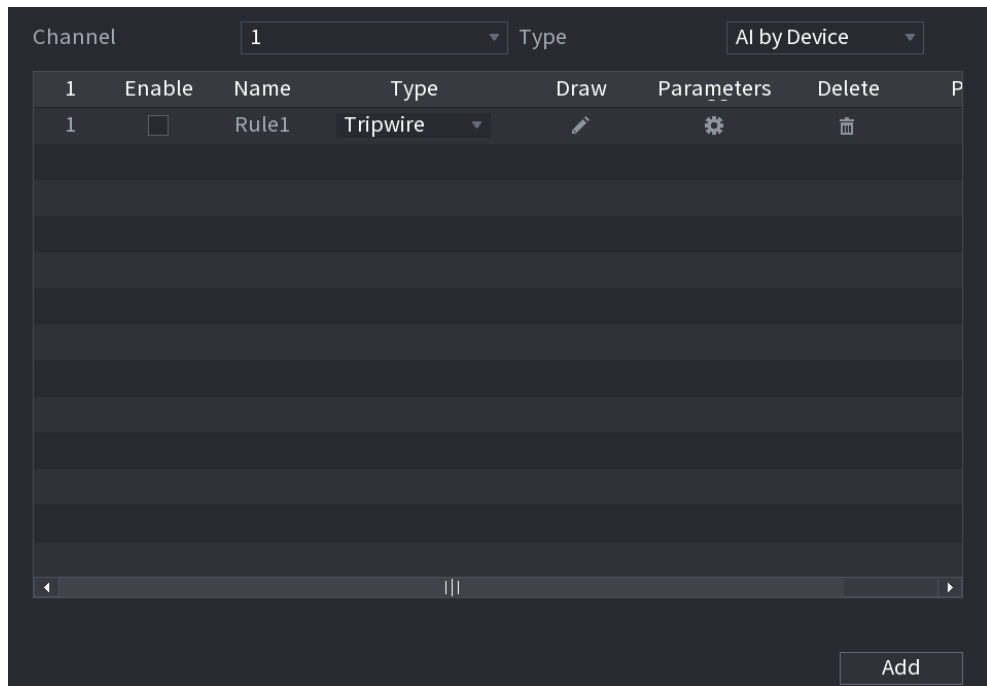 Channel 1 Type AI by Device
1 Enable Name Type Draw Parameters Delete P
1 Rule1 Tripwire
Add